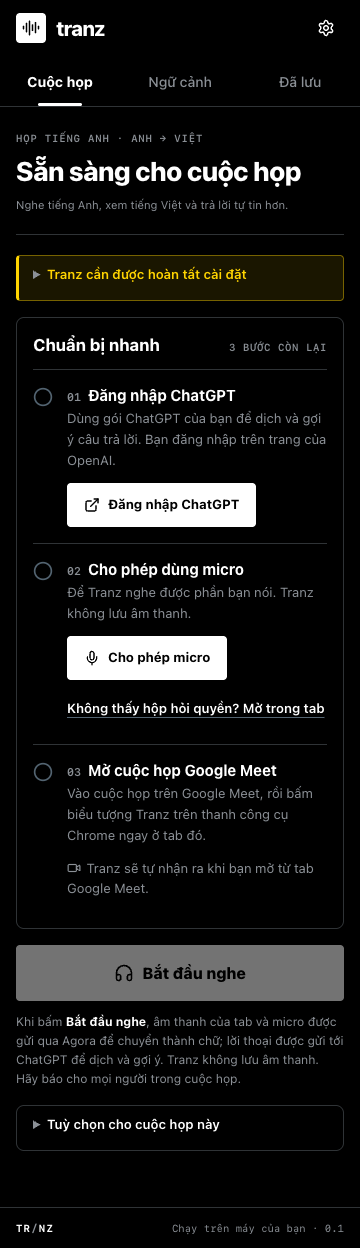 tranz
Cuộc họp
Ngữ cảnh
Đã lưu
HỌP TIẾNG ANH · ANH → VIỆT
Sẵn sàng cho cuộc họp
Nghe tiếng Anh, xem tiếng Việt và trả lời tự tin hơn.
Tranz cần được hoàn tất cài đặt
Chuẩn bị nhanh
3 BƯỚC CÒN LẠI
01 Đăng nhập ChatGPT
Dùng gói ChatGPT của bạn để dịch và gợi
ý câu trả lời. Bạn đăng nhập trên trang của
OpenAI.
Đăng nhập ChatGPT
02 Cho phép dùng micro
Để Tranz nghe được phần bạn nói. Tranz
không lưu âm thanh.
Cho phép micro
Không thấy hộp hỏi quyền? Mở trong tab
03 Mở cuộc họp Google Meet
Vào cuộc họp trên Google Meet, rồi bấm
biểu tượng Tranz trên thanh công cụ
Chrome ngay ở tab đó.
Tranz sẽ tự nhận ra khi bạn mở từ tab
Google Meet.
Bắt đầu nghe
Khi bấm Bắt đầu nghe, âm thanh của tab và micro được
gửi qua Agora để chuyển thành chữ; lời thoại được gửi tới
ChatGPT để dịch và gợi ý. Tranz không lưu âm thanh.
Hãy báo cho mọi người trong cuộc họp.
Tuỳ chọn cho cuộc họp này
TR/NZ
Chạy trên máy của bạn · 0.1